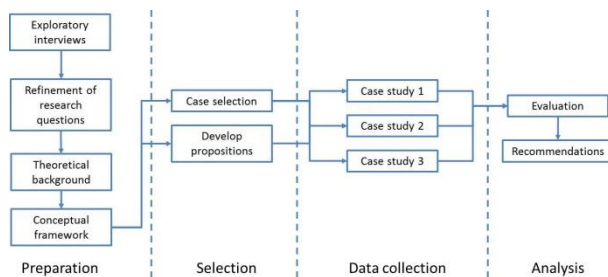 Exploratory
interviews
Refinement of
research
questions
Theoretical
background
Conceptual
framework
Preparation
Case selection
Develop
propositions
Selection
Case study 1
Case study 2
Case study 3
Data collection
Evaluation
Recommendations
Analysis